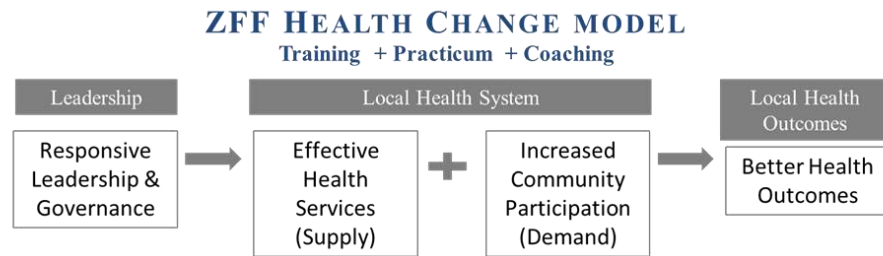 ZFF HEALTH CHANGE MODEL
Training + Practicum + Coaching
Leadership
Local Health System
Local Health
Outcomes
Responsive
Leadership &
Governance
Effective
Health
Services
(Supply)
+
Increased
Community
Participation
(Demand)
Better Health
Outcomes